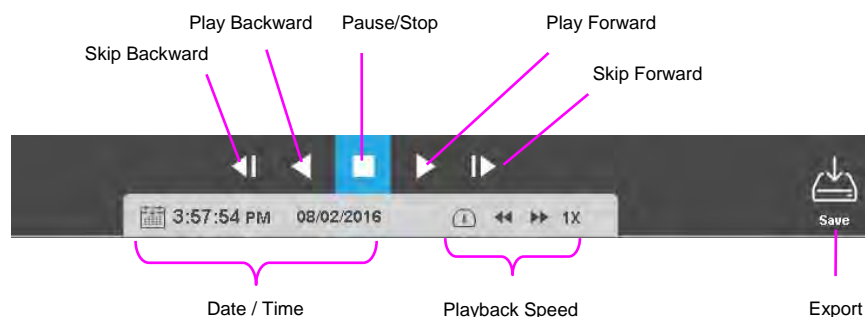 Play Backward
Pause/Stop
Play Forward
Skip Backward
Skip Forward
3:57:54 PM
08/02/2016
1X
Save
Date / Time
Playback Speed
Export